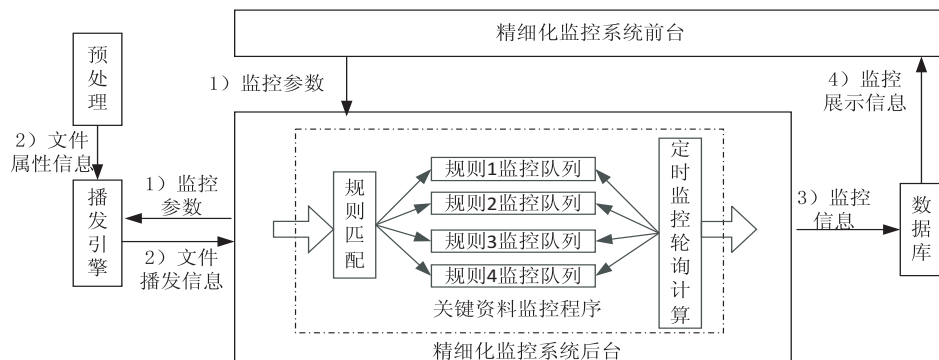 精细化监控系统前台
预
处
理
1）监控参数
4）监控
展示信息
2）文件
属性信息
播
发
引
擎
1）监控
参数
2）文件
播发信息
规
则
匹
配
规则1监控队列
规则2监控队列
规则3监控队列
规则4监控队列
定
时
监
控
轮
询
计
算
关键资料监控程序
精细化监控系统后台
3）监控
信息
数
据
库